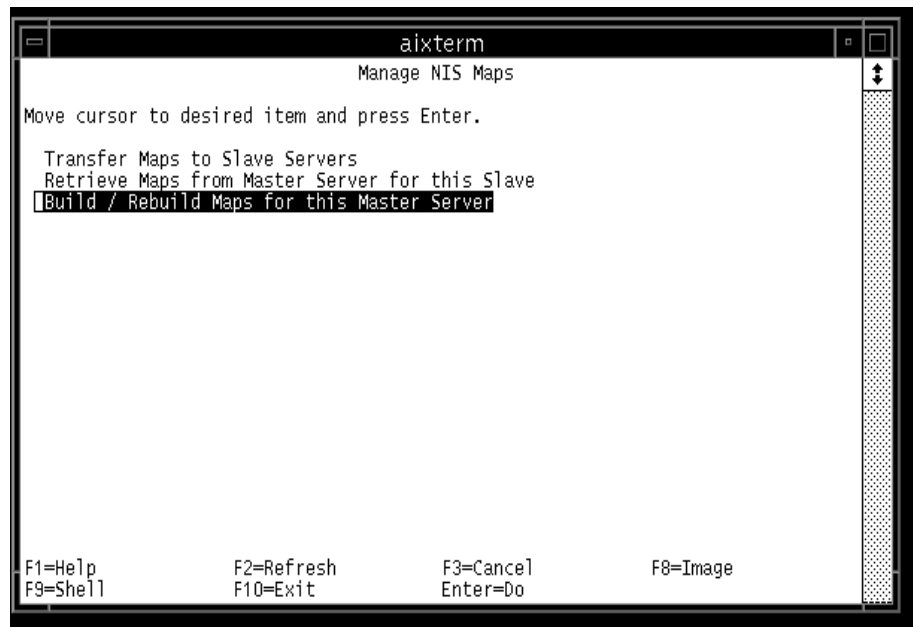 aixterm
Manage NIS Maps
Move cursor to desired item and press Enter.
Transfer Maps to Slave Servers
Retrieve Maps from Master Server for this Slave
Build / Rebuild Maps for this Master Server
F1=Help F2=Refresh F3=Cancel F8=Image
F9=Shell F10=Exit Enter=Do